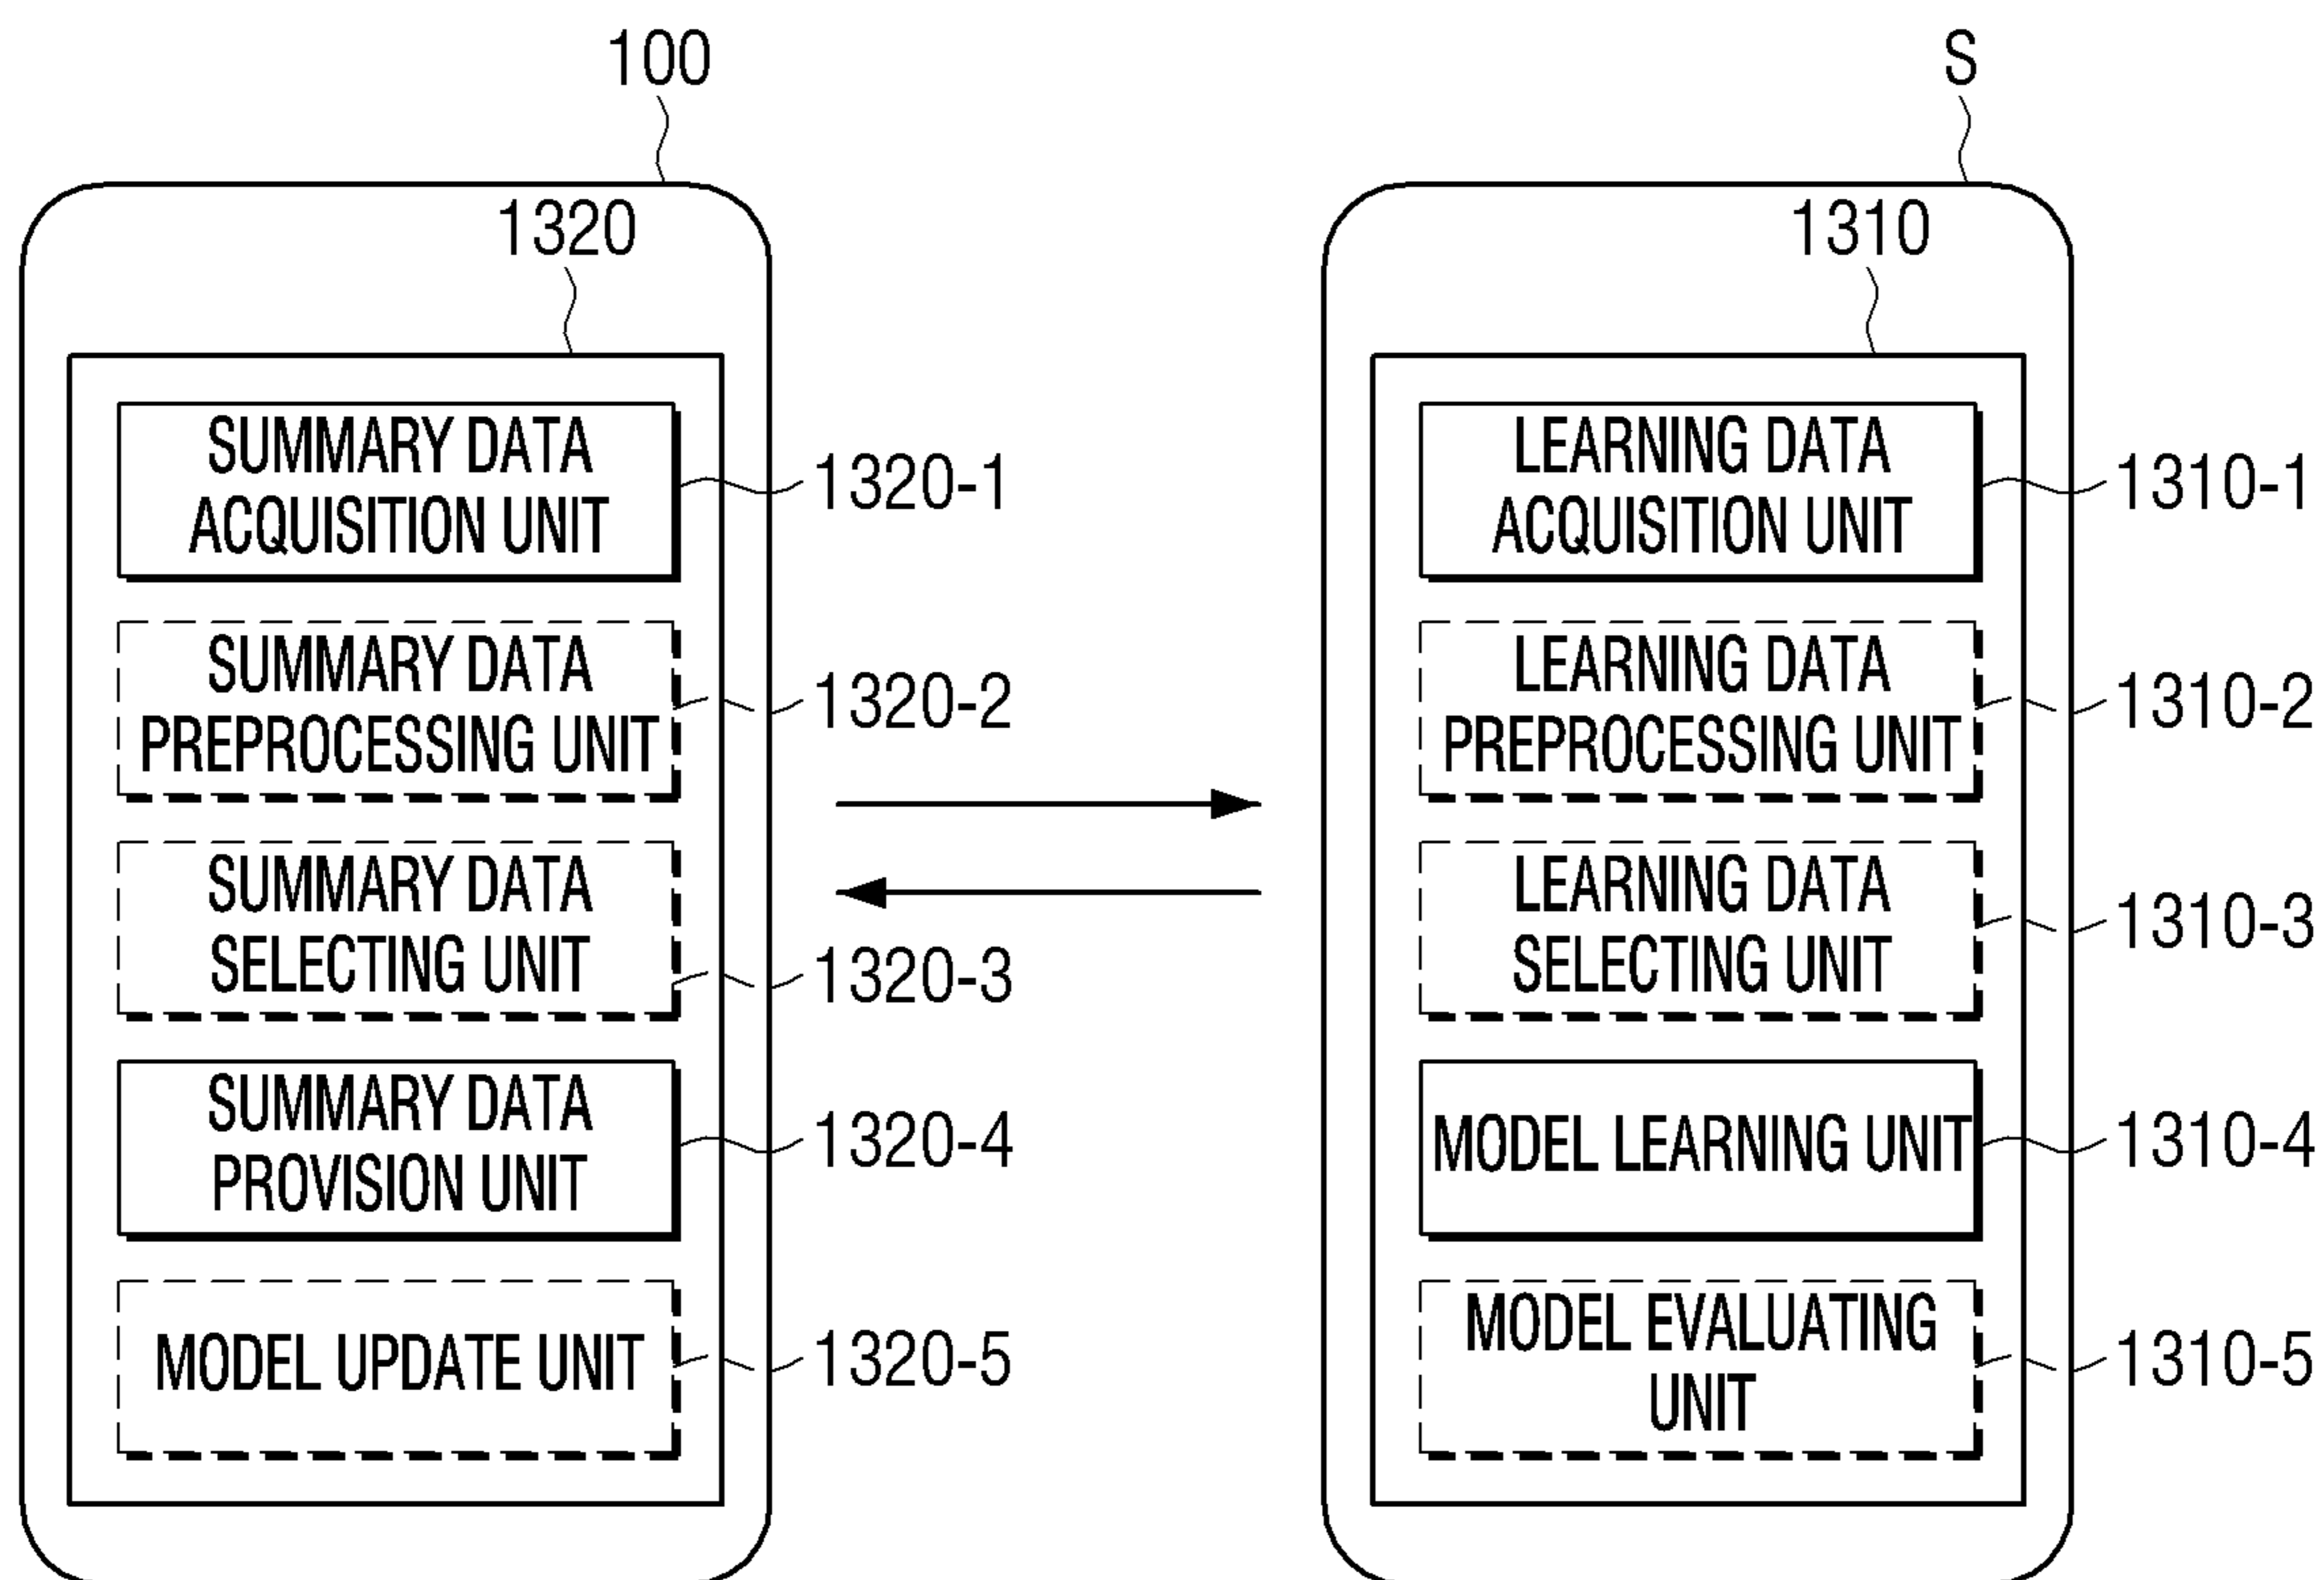 100
1320
SUMMARY DATA
ACQUISITION UNIT
1320-1
SUMMARY DATA
PREPROCESSING UNIT
1320-2
SUMMARY DATA
SELECTING UNIT
1320-3
SUMMARY DATA
PROVISION UNIT
1320-4
MODEL UPDATE UNIT
1320-5
S
1310
LEARNING DATA
ACQUISITION UNIT
1310-1
LEARNING DATA
PREPROCESSING UNIT
1310-2
LEARNING DATA
SELECTING UNIT
1310-3
MODEL LEARNING UNIT
1310-4
MODEL EVALUATING
UNIT
1310-5